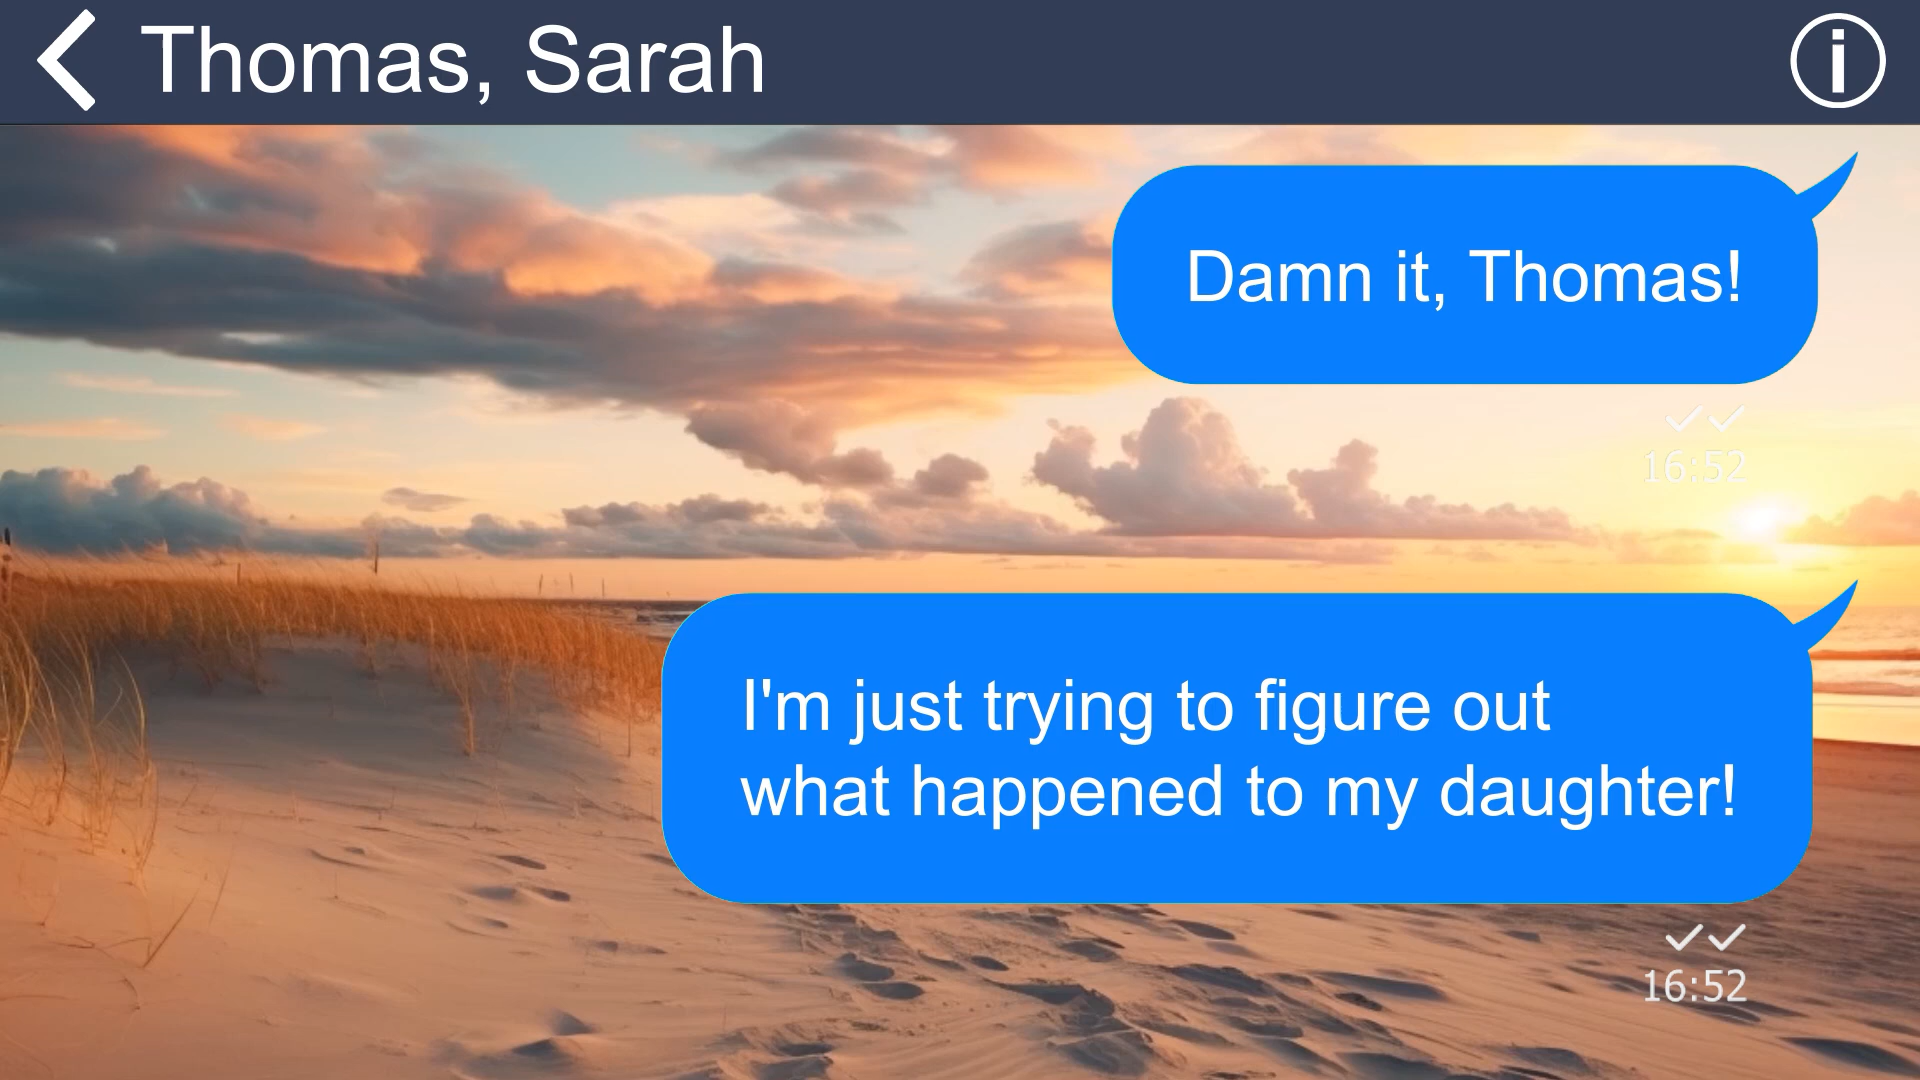 Thomas, Sarah
Damn it, Thomas!
16:52
I'm just trying to figure out
what happened to my daughter!
16:52